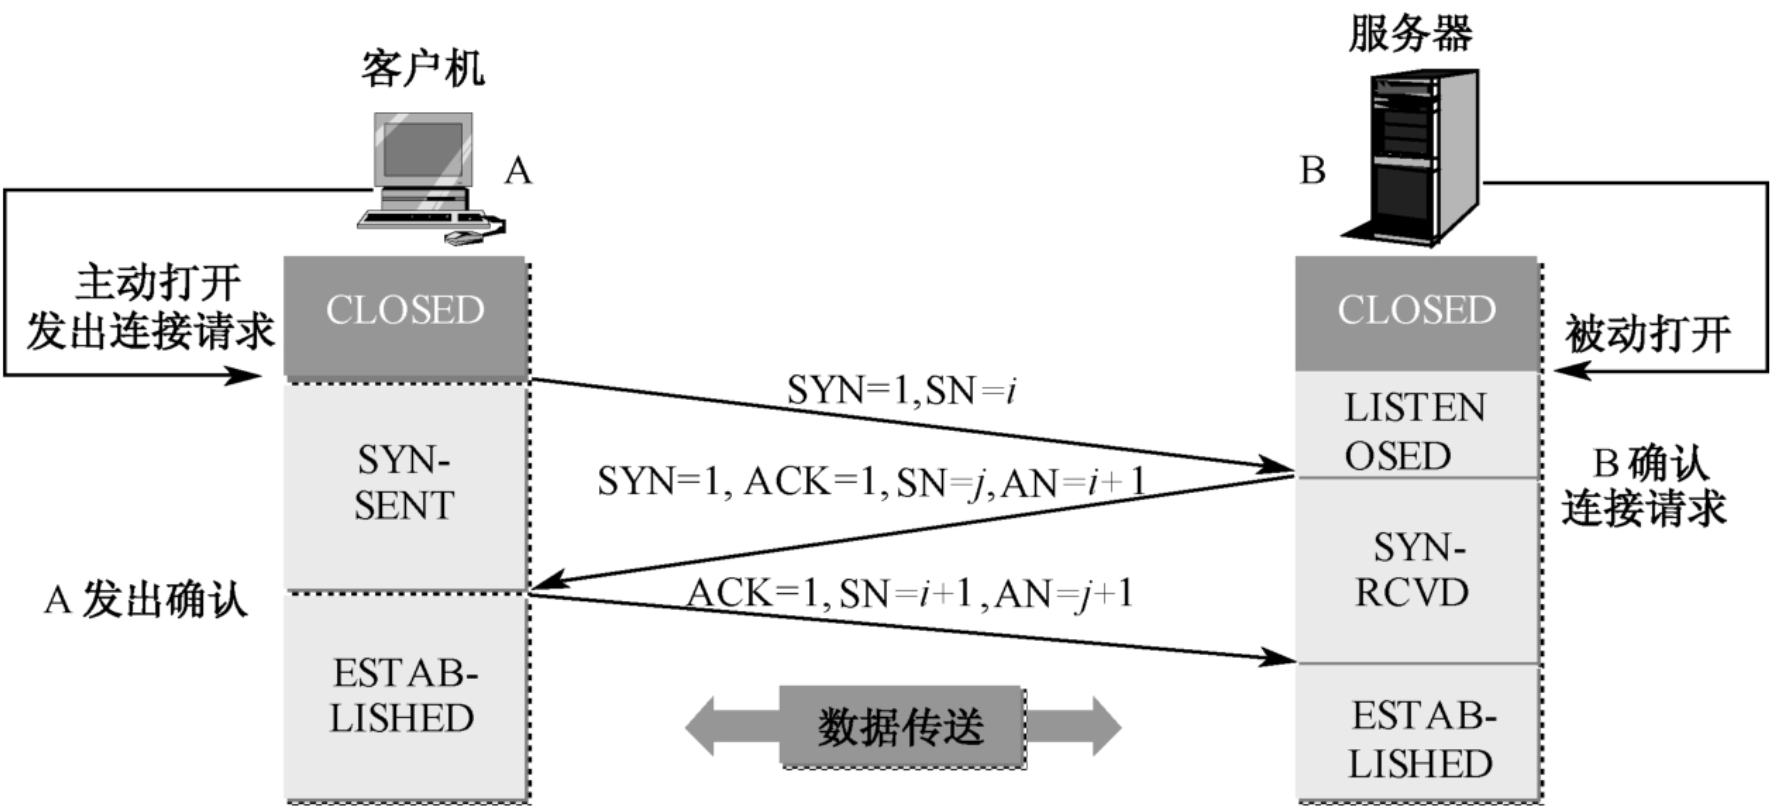 客户机
服务器
A
B
主动打开
发出连接请求
CLOSED
CLOSED
被动打开
SYN=1,SN=i
LISTEN
OSED
SYN-
SENT
SYN=1, ACK=1,SN=j,AN=i+1
B 确认
连接请求
SYN-
RCVD
A 发出确认
ACK=1,SN=i+1,AN=j+1
ESTAB-
LISHED
数据传送
ESTAB-
LISHED